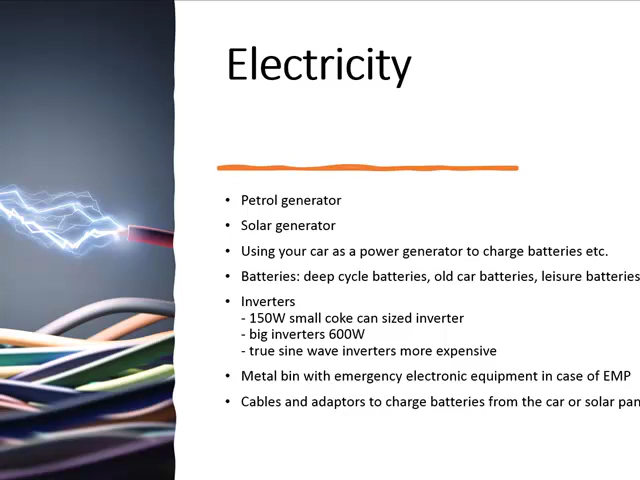 Electricity
• Petrol generator
• Solar generator
• Using your car as a power generator to charge batteries etc.
• Batteries: deep cycle batteries, old car batteries, leisure batteries
• Inverters
- 150W small coke can sized inverter
- big inverters 600W
- true sine wave inverters more expensive
• Metal bin with emergency electronic equipment in case of EMP
• Cables and adaptors to charge batteries from the car or solar pan